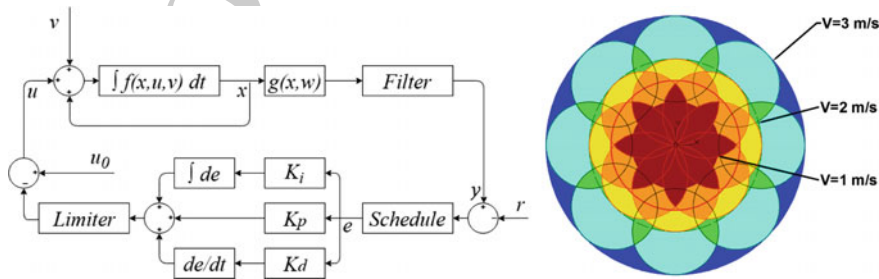 v
V=3 m/s
u
∫ f(x,u,v) dt
x
g(x,w)
Filter
V=2 m/s
u0
∫ de
Ki
y
V=1 m/s
r
Limiter
Kp
e
Schedule
de/dt
Kd